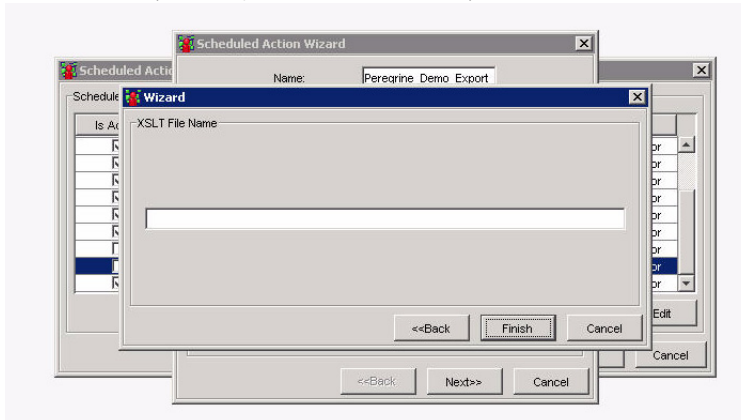 Scheduled Action Wizard
Scheduled Actio
Name: Peregrine Demo Export
Schedule
Wizard
Is Ac
XSLT File Name
or
or
or
or
or
or
or
or
or
<<Back Finish Cancel
Edit
Cancel
<<Back Next>> Cancel